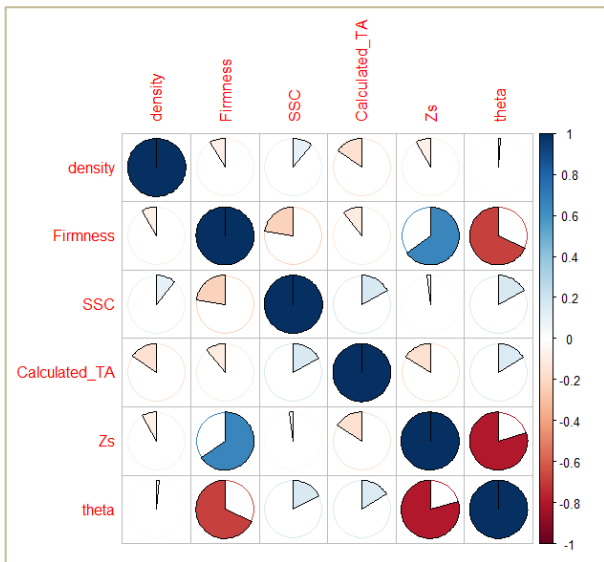 density
Firmness
SSC
Calculated_TA
Zs
theta
density
Firmness
SSC
Calculated_TA
Zs
theta
1
0.8
0.6
0.4
0.2
0
-0.2
-0.4
-0.6
-0.8
-1